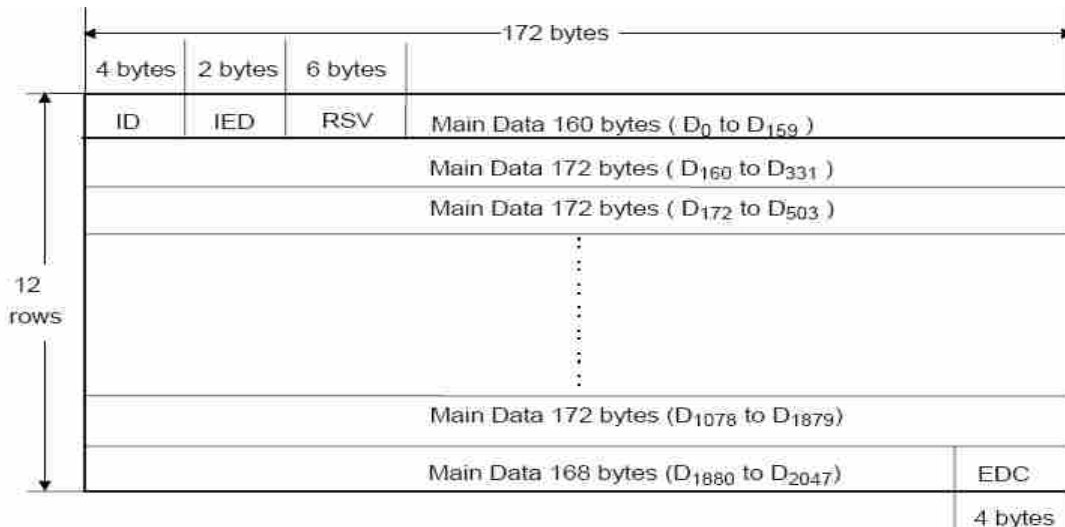 172 bytes
4 bytes 2 bytes 6 bytes
ID IED RSV Main Data 160 bytes ( D0 to D159 )
Main Data 172 bytes ( D160 to D331 )
Main Data 172 bytes ( D172 to D503 )
12
rows
Main Data 172 bytes (D1078 to D1879)
Main Data 168 bytes (D1880 to D2047) EDC
4 bytes